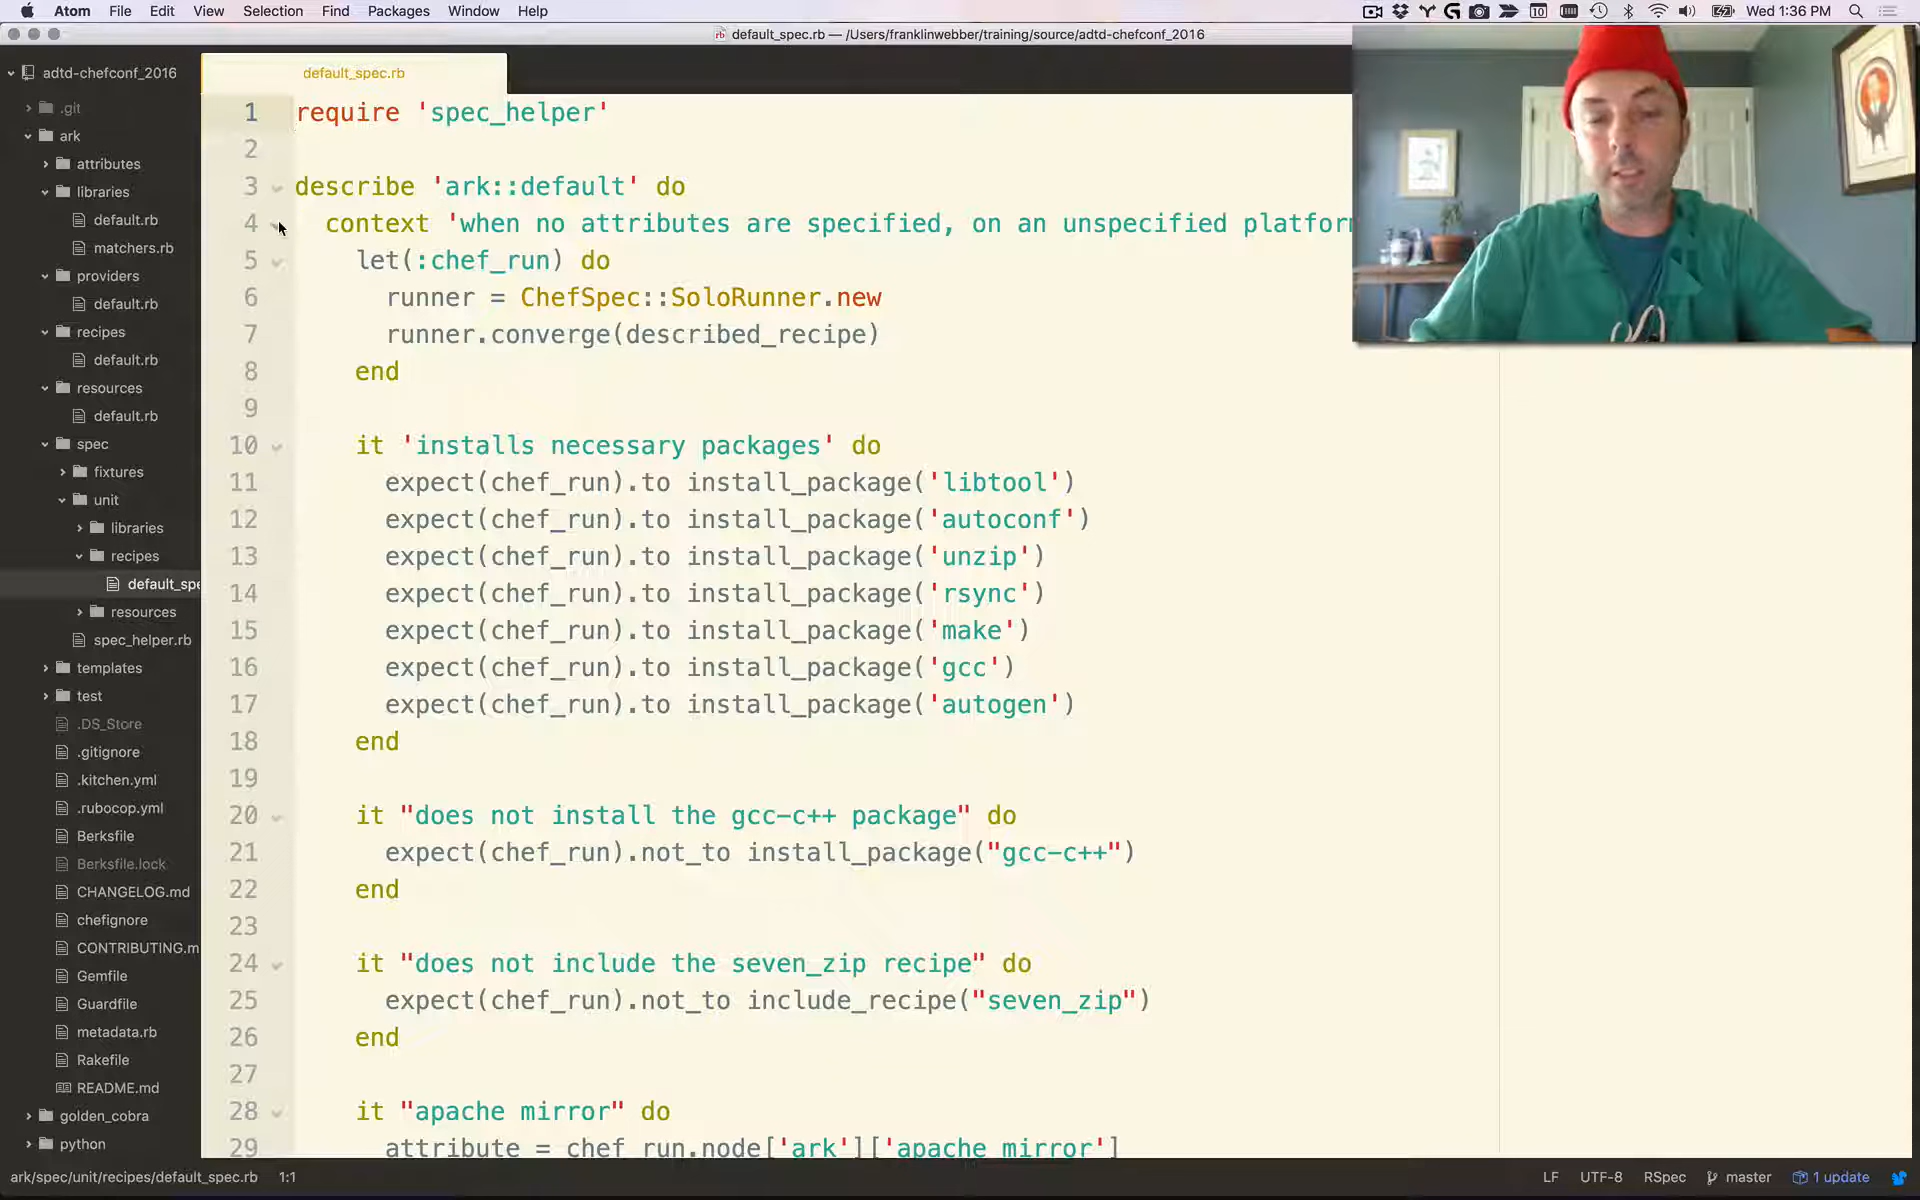 Atom File Edit View Selection Find Packages Window Help
10 Wed 1:36 PM
default_spec.rb — /Users/franklinwebber/training/source/adtd-chefconf_2016
adtd-chefconf_2016
.git
ark
attributes
libraries
default.rb
matchers.rb
providers
default.rb
recipes
default.rb
resources
default.rb
spec
fixtures
unit
libraries
recipes
default_spe
resources
spec_helper.rb
templates
test
.DS_Store
.gitignore
.kitchen.yml
.rubocop.yml
Berksfile
Berksfile.lock
CHANGELOG.md
chefignore
CONTRIBUTING.m
Gemfile
Guardfile
metadata.rb
Rakefile
README.md
golden_cobra
python
default_spec.rb
1 require 'spec_helper'
2
3 describe 'ark::default' do
4 context 'when no attributes are specified, on an unspecified platform
5 let(:chef_run) do
6 runner = ChefSpec::SoloRunner.new
7 runner.converge(described_recipe)
8 end
9
10 it 'installs necessary packages' do
11 expect(chef_run).to install_package('libtool')
12 expect(chef_run).to install_package('autoconf')
13 expect(chef_run).to install_package('unzip')
14 expect(chef_run).to install_package('rsync')
15 expect(chef_run).to install_package('make')
16 expect(chef_run).to install_package('gcc')
17 expect(chef_run).to install_package('autogen')
18 end
19
20 it "does not install the gcc-c++ package" do
21 expect(chef_run).not_to install_package("gcc-c++")
22 end
23
24 it "does not include the seven_zip recipe" do
25 expect(chef_run).not_to include_recipe("seven_zip")
26 end
27
28 it "apache mirror" do
29 attribute = chef_run.node['ark']['apache_mirror']
ark/spec/unit/recipes/default_spec.rb 1:1
LF UTF-8 RSpec master 1 update